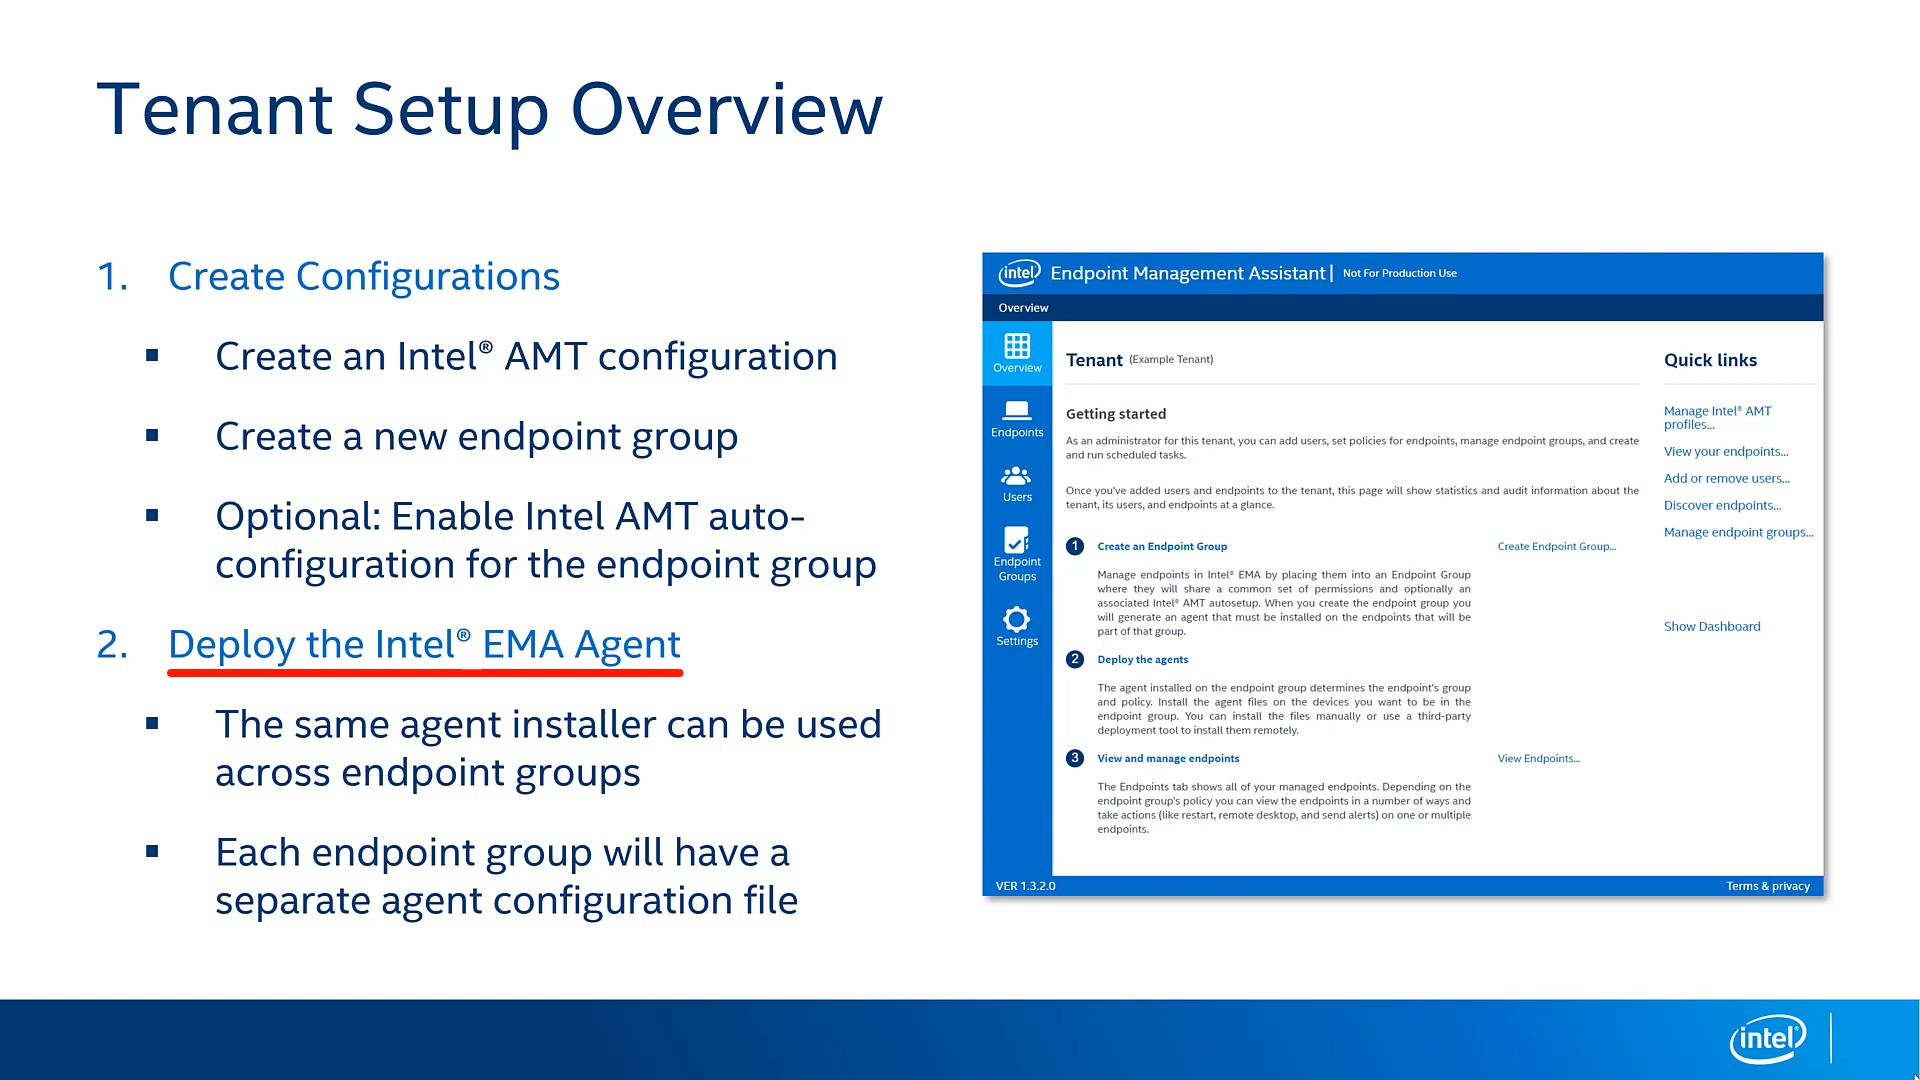 Tenant Setup Overview
1. Create Configurations
▪ Create an Intel® AMT configuration
▪ Create a new endpoint group
▪ Optional: Enable Intel AMT auto-
configuration for the endpoint group
2. Deploy the Intel® EMA Agent
▪ The same agent installer can be used
across endpoint groups
▪ Each endpoint group will have a
separate agent configuration file
intel Endpoint Management Assistant | Not For Production Use
Overview
Overview
Endpoints
Users
Endpoint
Groups
Settings
Tenant (Example Tenant)
Getting started
As an administrator for this tenant, you can add users, set policies for endpoints, manage endpoint groups, and create
and run scheduled tasks.
Once you've added users and endpoints to the tenant, this page will show statistics and audit information about the
tenant, its users, and endpoints at a glance.
1 Create an Endpoint Group Create Endpoint Group...
Manage endpoints in Intel® EMA by placing them into an Endpoint Group
where they will share a common set of permissions and optionally an
associated Intel® AMT autosetup. When you create the endpoint group you
will generate an agent that must be installed on the endpoints that will be
part of that group.
2 Deploy the agents
The agent installed on the endpoint group determines the endpoint's group
and policy. Install the agent files on the devices you want to be in the
endpoint group. You can install the files manually or use a third-party
deployment tool to install them remotely.
3 View and manage endpoints View Endpoints...
The Endpoints tab shows all of your managed endpoints. Depending on the
endpoint group's policy you can view the endpoints in a number of ways and
take actions (like restart, remote desktop, and send alerts) on one or multiple
endpoints.
Quick links
Manage Intel® AMT
profiles...
View your endpoints...
Add or remove users...
Discover endpoints...
Manage endpoint groups...
Show Dashboard
VER 1.3.2.0
Terms & privacy
intel